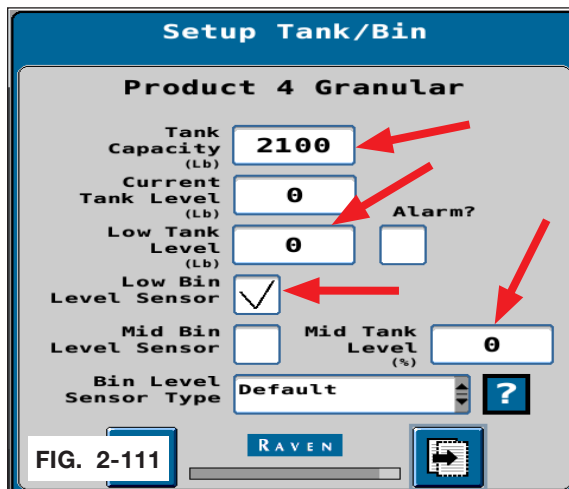 Setup Tank/Bin
Product 4 Granular
Tank
Capacity
(Lb)
2100
Current
Tank Level
(Lb)
0
Alarm?
Low Tank
Level
(Lb)
0
Low Bin
Level Sensor
Mid Bin
Level Sensor
Mid Tank
Level
(%)
0
Bin Level
Sensor Type
Default
?
FIG. 2-111
RAVEN